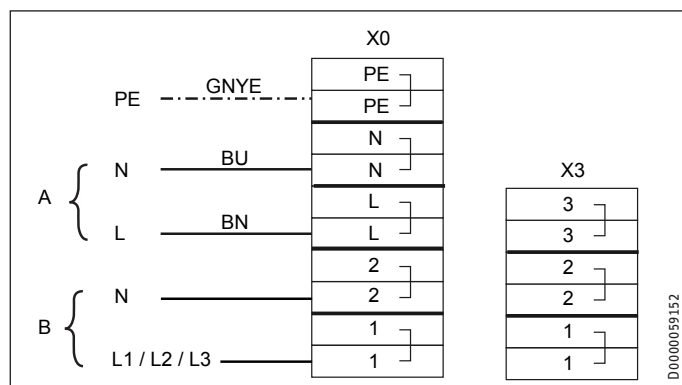 X0
PE
GNYE
PE
PE
A
N
BU
N
N
L
BN
L
L
B
N
2
2
L1 / L2 / L3
1
1
X3
3
3
2
2
1
1
D0000059152